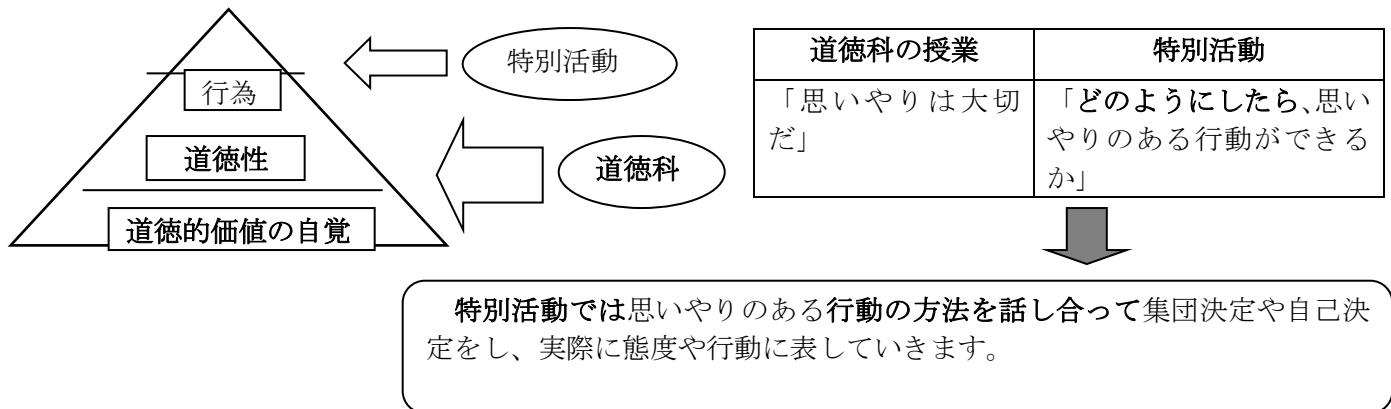 行為
道徳性
道徳的価値の自覚
特別活動
道徳科
道徳科の授業
特別活動
「思いやりは大切
だ」
「どのようにしたら、思い
やりのある行動ができる
か」
特別活動では思いやりのある行動の方法を話し合って集団決定や自己決
定をし、実際に態度や行動に表していきます。